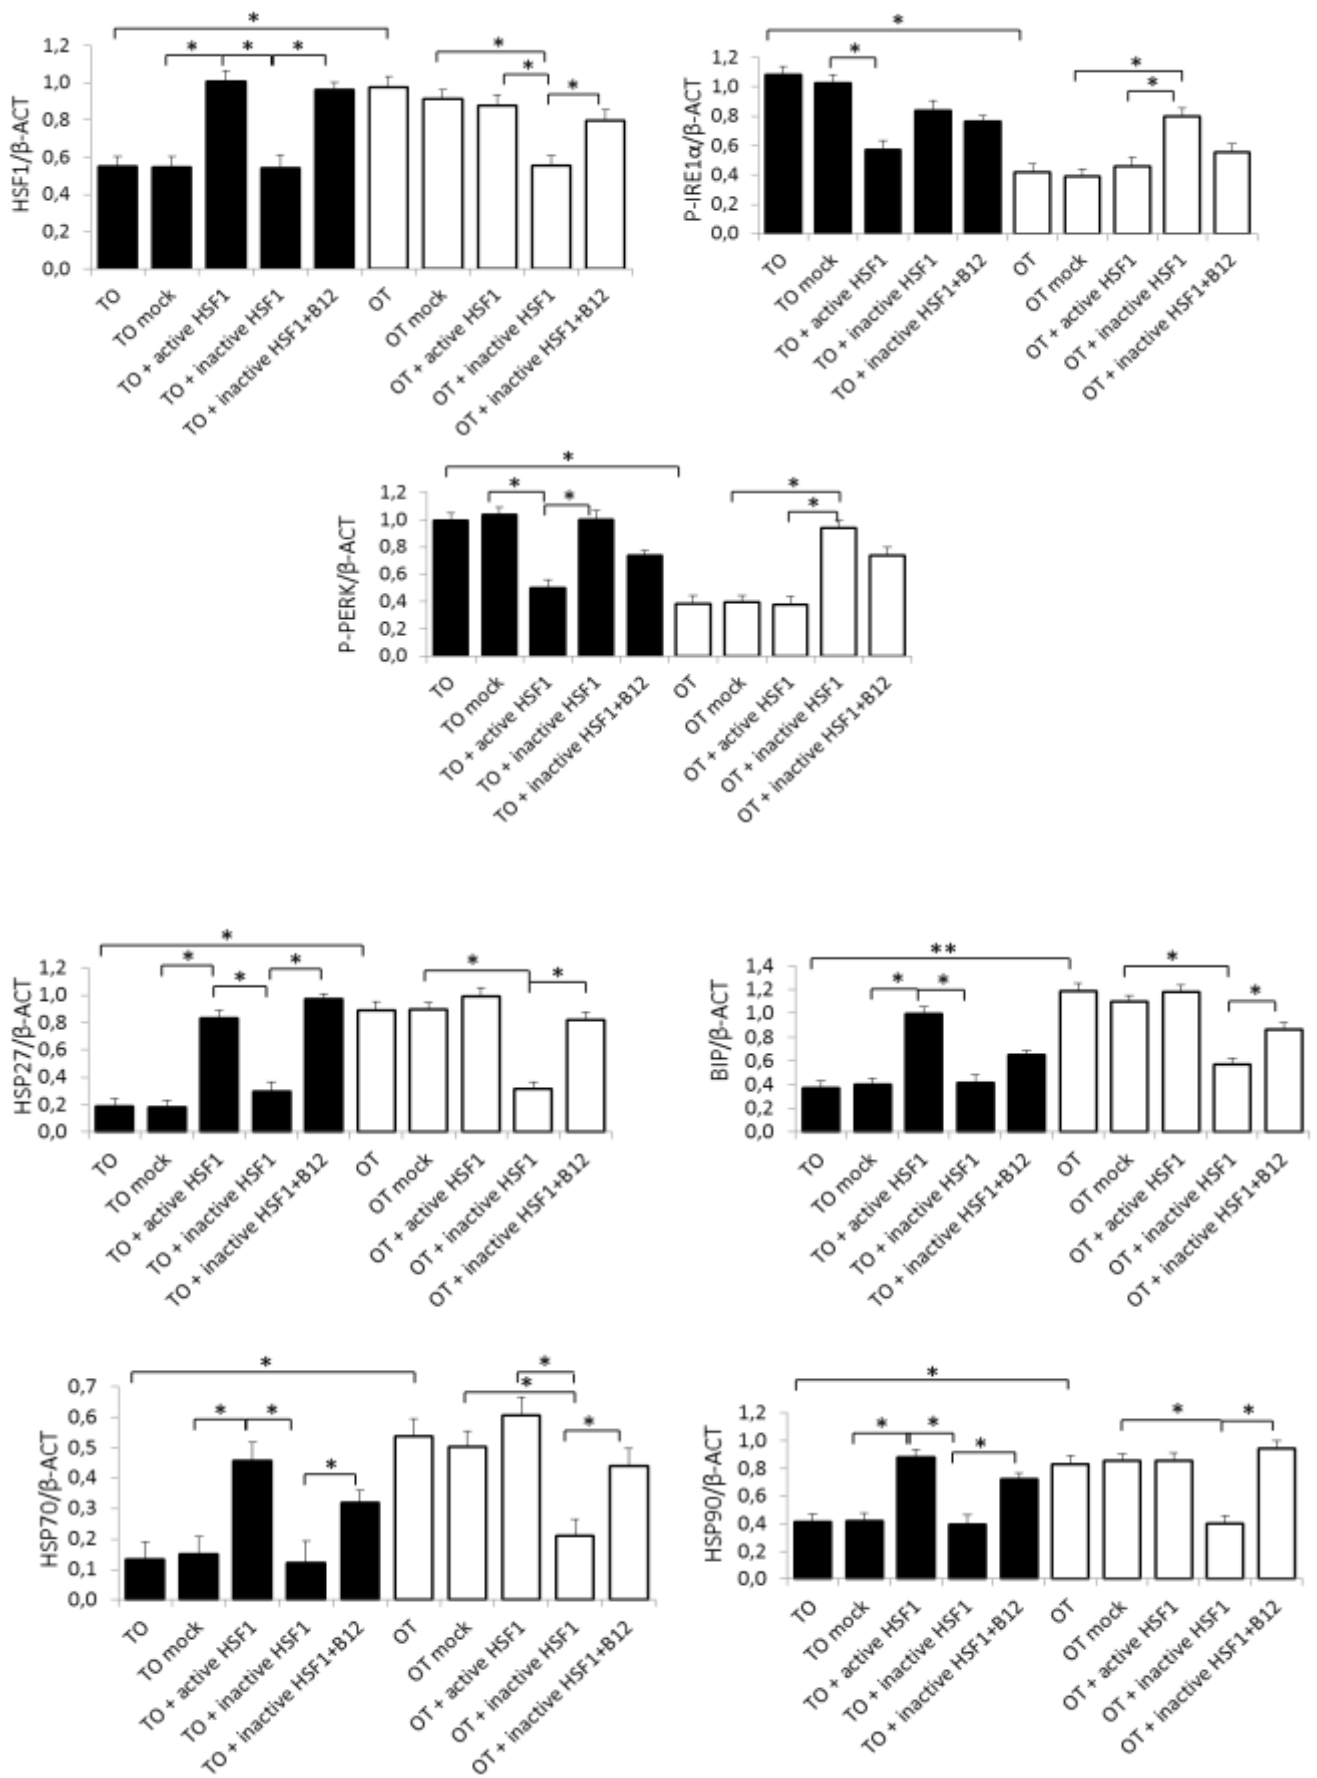 *
* * *
*
*
*
HSF1/β-ACT
1,2
1,0
0,8
0,6
0,4
0,2
0,0
TO
TO mock
TO + active HSF1
TO + inactive HSF1
TO + inactive HSF1+B12
OT
OT mock
OT + active HSF1
OT + inactive HSF1
OT + inactive HSF1+B12
*
*
*
*
P-IRE1α/β-ACT
1,2
1,0
0,8
0,6
0,4
0,2
0,0
TO
TO mock
TO + active HSF1
TO + inactive HSF1
TO + inactive HSF1+B12
OT
OT mock
OT + active HSF1
OT + inactive HSF1
OT + inactive HSF1+B12
*
*
*
*
*
P-PERK/β-ACT
1,2
1,0
0,8
0,6
0,4
0,2
0,0
TO
TO mock
TO + active HSF1
TO + inactive HSF1
TO + inactive HSF1+B12
OT
OT mock
OT + active HSF1
OT + inactive HSF1
OT + inactive HSF1+B12
*
*
*
*
*
*
HSP27/β-ACT
1,2
1,0
0,8
0,6
0,4
0,2
0,0
TO
TO mock
TO + active HSF1
TO + inactive HSF1
TO + inactive HSF1+B12
OT
OT mock
OT + active HSF1
OT + inactive HSF1
OT + inactive HSF1+B12
**
* *
*
*
BIP/β-ACT
1,4
1,2
1,0
0,8
0,6
0,4
0,2
0,0
TO
TO mock
TO + active HSF1
TO + inactive HSF1
TO + inactive HSF1+B12
OT
OT mock
OT + active HSF1
OT + inactive HSF1
OT + inactive HSF1+B12
*
* *
*
*
*
*
HSP70/β-ACT
0,7
0,6
0,5
0,4
0,3
0,2
0,1
0,0
TO
TO mock
TO + active HSF1
TO + inactive HSF1
TO + inactive HSF1+B12
OT
OT mock
OT + active HSF1
OT + inactive HSF1
OT + inactive HSF1+B12
*
* *
*
* *
HSP90/β-ACT
1,2
1,0
0,8
0,6
0,4
0,2
0,0
TO
TO mock
TO + active HSF1
TO + inactive HSF1
TO + inactive HSF1+B12
OT
OT mock
OT + active HSF1
OT + inactive HSF1
OT + inactive HSF1+B12